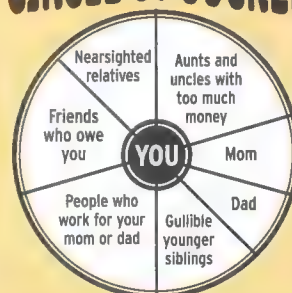 Nearsighted
relatives
Aunts and
uncles with
too much
money
Friends
who owe
you
YOU
Mom
Dad
People who
work for your
mom or dad
Gullible
younger
siblings